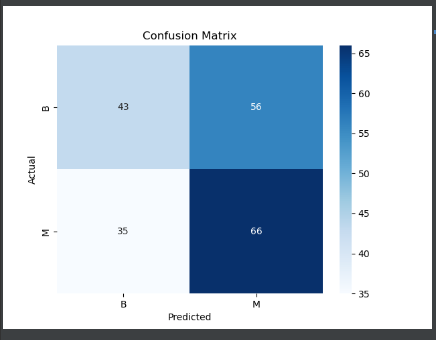 Confusion Matrix
B
43
56
65
60
55
50
45
40
35
Actual
M
35
66
B
M
Predicted